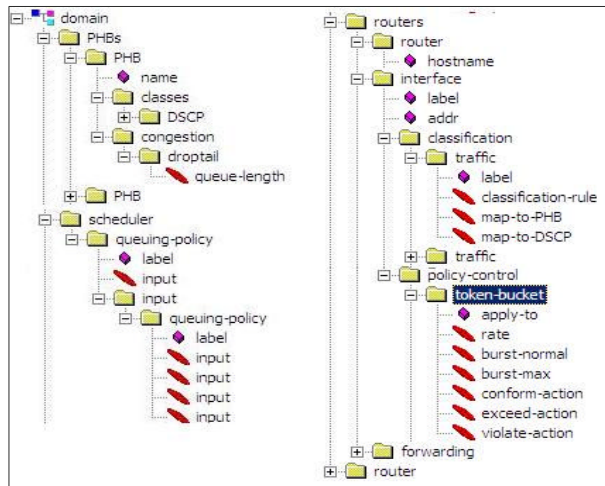 domain
PHBs
PHB
name
classes
DSCP
congestion
droptail
queue-length
PHB
scheduler
queuing-policy
label
input
input
queuing-policy
label
input
input
input
input
routers
router
hostname
interface
label
addr
classification
traffic
label
classification-rule
map-to-PHB
map-to-DSCP
traffic
policy-control
token-bucket
apply-to
rate
burst-normal
burst-max
conform-action
exceed-action
violate-action
forwarding
router